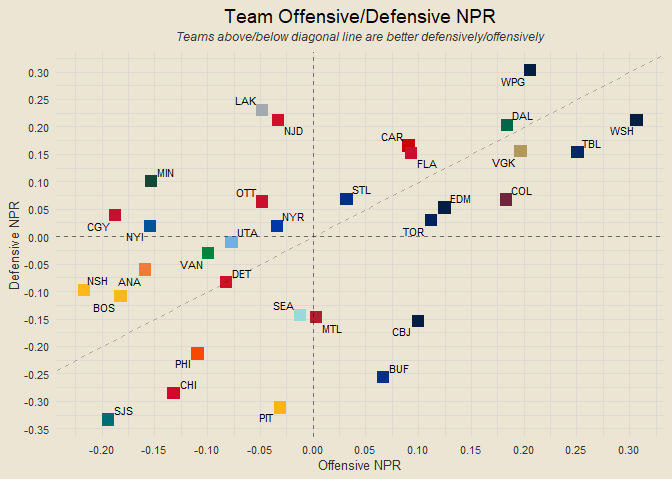 Team Offensive/Defensive NPR
Teams above/below diagonal line are better defensively/offensively
0.30
WPG
0.25
LAK
0.20
NJD
DAL
WSH
CAR
TBL
0.15
FLA
VGK
MIN
0.10
OTT
STL
COL
0.05
CGY
NYR
EDM
NYI
UTA
TOR
0.00
VAN
-0.05
NSH
ANA
DET
-0.10
BOS
SEA
MTL
CBJ
-0.15
-0.20
PHI
-0.25
CHI
BUF
-0.30
SJS
PIT
-0.35
-0.20 -0.15 -0.10 -0.05 0.00 0.05 0.10 0.15 0.20 0.25 0.30
Offensive NPR
Defensive NPR